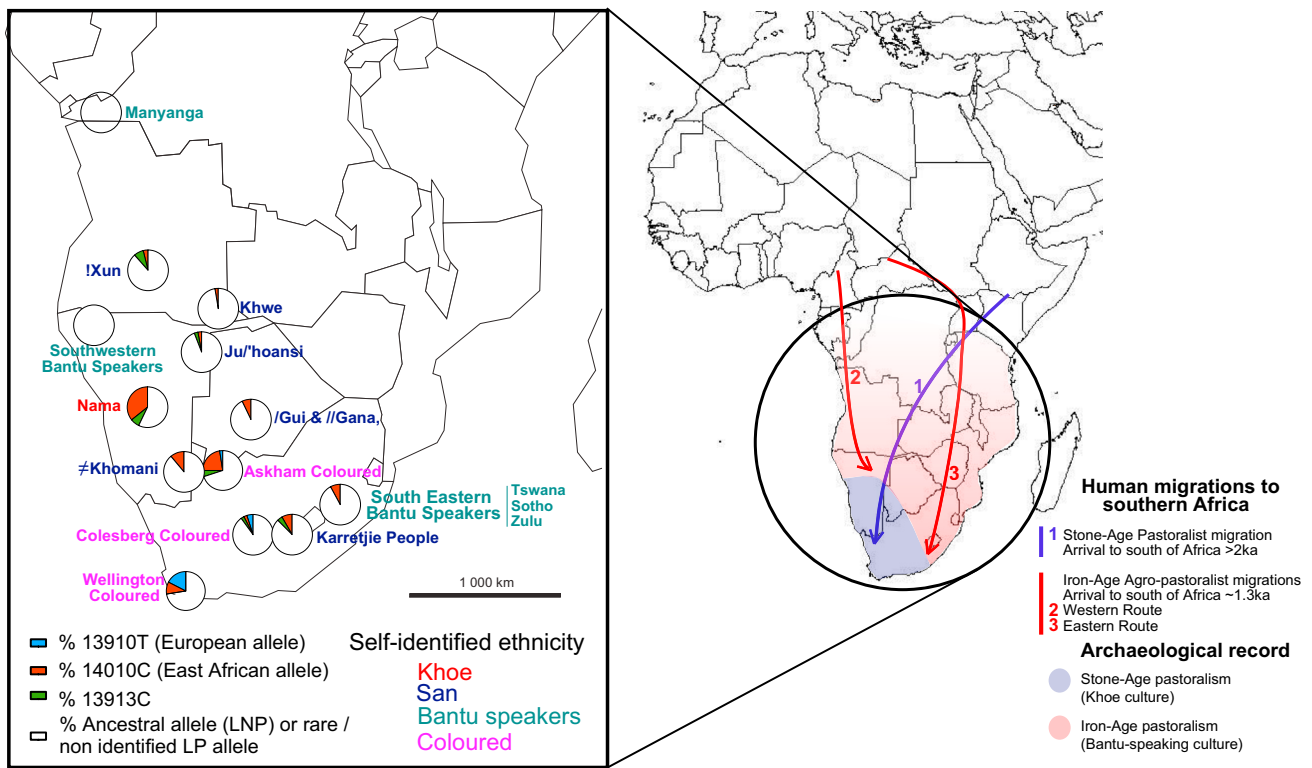 Manyanga
!Xun
Khwe
Southwestern
Bantu Speakers
Ju/'hoansi
Nama
/Gui & //Gana,
≠Khomani
Askham Coloured
South Eastern
Bantu Speakers
Tswana
Sotho
Zulu
Colesberg Coloured
Karretjie People
Wellington
Coloured
1 000 km
% 13910T (European allele)
% 14010C (East African allele)
% 13913C
% Ancestral allele (LNP) or rare /
non identified LP allele
Self-identified ethnicity
Khoe
San
Bantu speakers
Coloured
2
1
3
Human migrations to
southern Africa
1 Stone-Age Pastoralist migration
Arrival to south of Africa >2ka
Iron-Age Agro-pastoralist migrations
Arrival to south of Africa ~1.3ka
2 Western Route
3 Eastern Route
Archaeological record
Stone-Age pastoralism
(Khoe culture)
Iron-Age pastoralism
(Bantu-speaking culture)